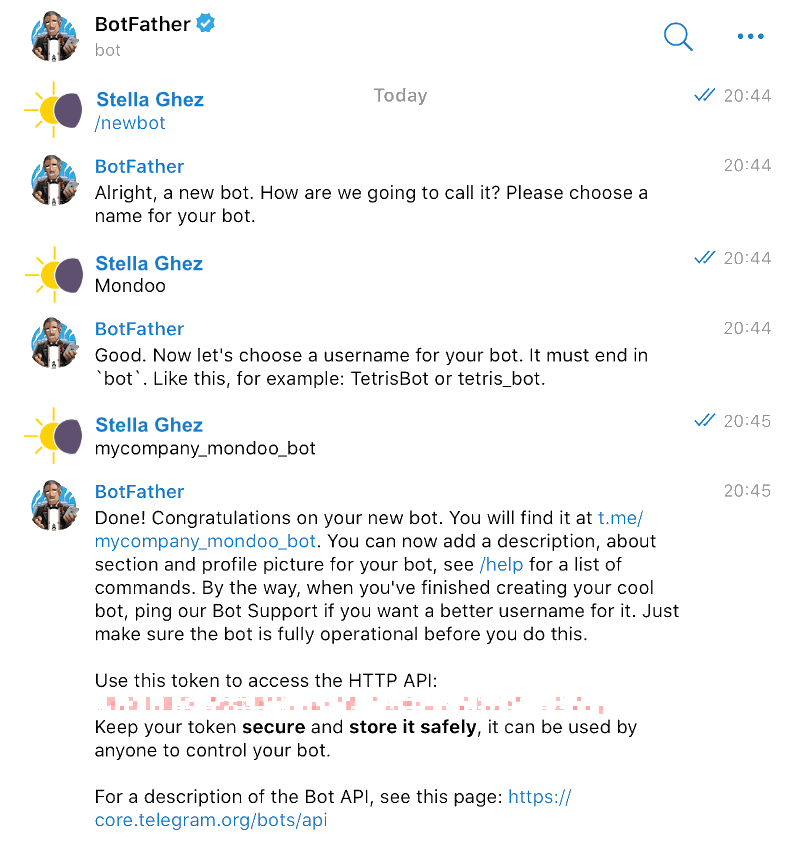 BotFather
bot
Today
Stella Ghez 20:44
/newbot
BotFather 20:44
Alright, a new bot. How are we going to call it? Please choose a
name for your bot.
Stella Ghez 20:44
Mondoo
BotFather 20:44
Good. Now let's choose a username for your bot. It must end in
`bot`. Like this, for example: TetrisBot or tetris_bot.
Stella Ghez 20:45
mycompany_mondoo_bot
BotFather 20:45
Done! Congratulations on your new bot. You will find it at t.me/
mycompany_mondoo_bot. You can now add a description, about
section and profile picture for your bot, see /help for a list of
commands. By the way, when you've finished creating your cool
bot, ping our Bot Support if you want a better username for it. Just
make sure the bot is fully operational before you do this.
Use this token to access the HTTP API:
Keep your token secure and store it safely, it can be used by
anyone to control your bot.
For a description of the Bot API, see this page: https://
core.telegram.org/bots/api